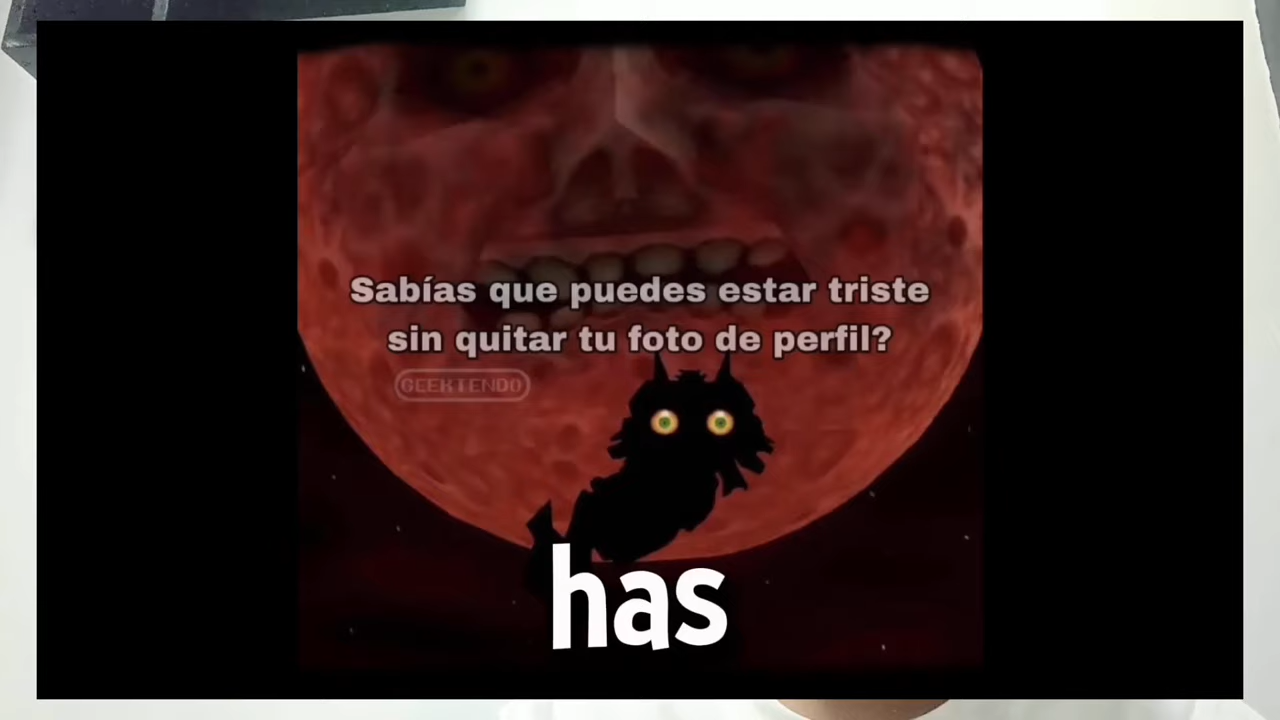 Sabías que puedes estar triste
sin quitar tu foto de perfil?
GEEKTENDO
has